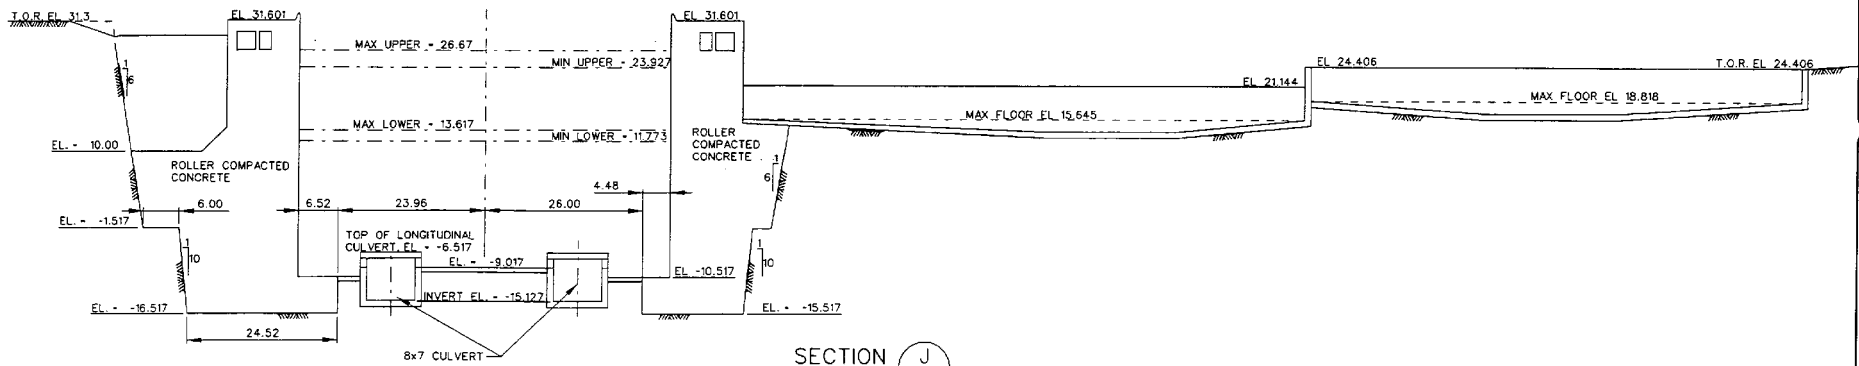 T.O.R. EL 31.3
EL 31.601
EL 31.601
MAX UPPER - 26.67
MIN UPPER - 23.927
EL 24.406
T.O.R. EL 24.406
1
6
EL 21.144
MAX FLOOR EL 18.818
MAX LOWER - 13.617
MIN LOWER - 11.773
MAX FLOOR EL 15.645
ROLLER
COMPACTED
CONCRETE
EL. - 10.00
ROLLER COMPACTED
CONCRETE
1
6
4.48
6.00
6.52
23.96
26.00
EL. - -1.517
TOP OF LONGITUDINAL
CULVERT. EL - -6.517
1
10
EL. - -9.017
1
10
EL -10.517
INVERT EL. - -15.127
EL. - -16.517
EL. - -15.517
24.52
8x7 CULVERT
SECTION J